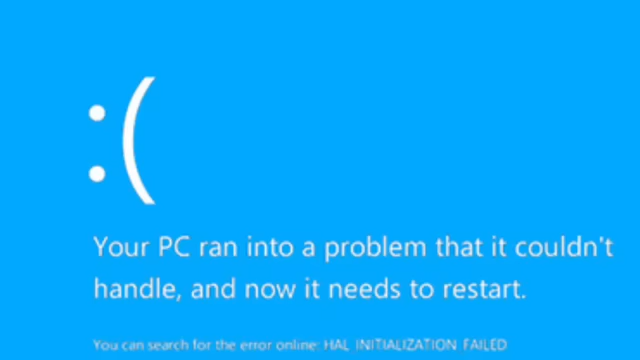 :(
Your PC ran into a problem that it couldn't
handle, and now it needs to restart.
You can search for the error online: HAL INITIALIZATION FAILED